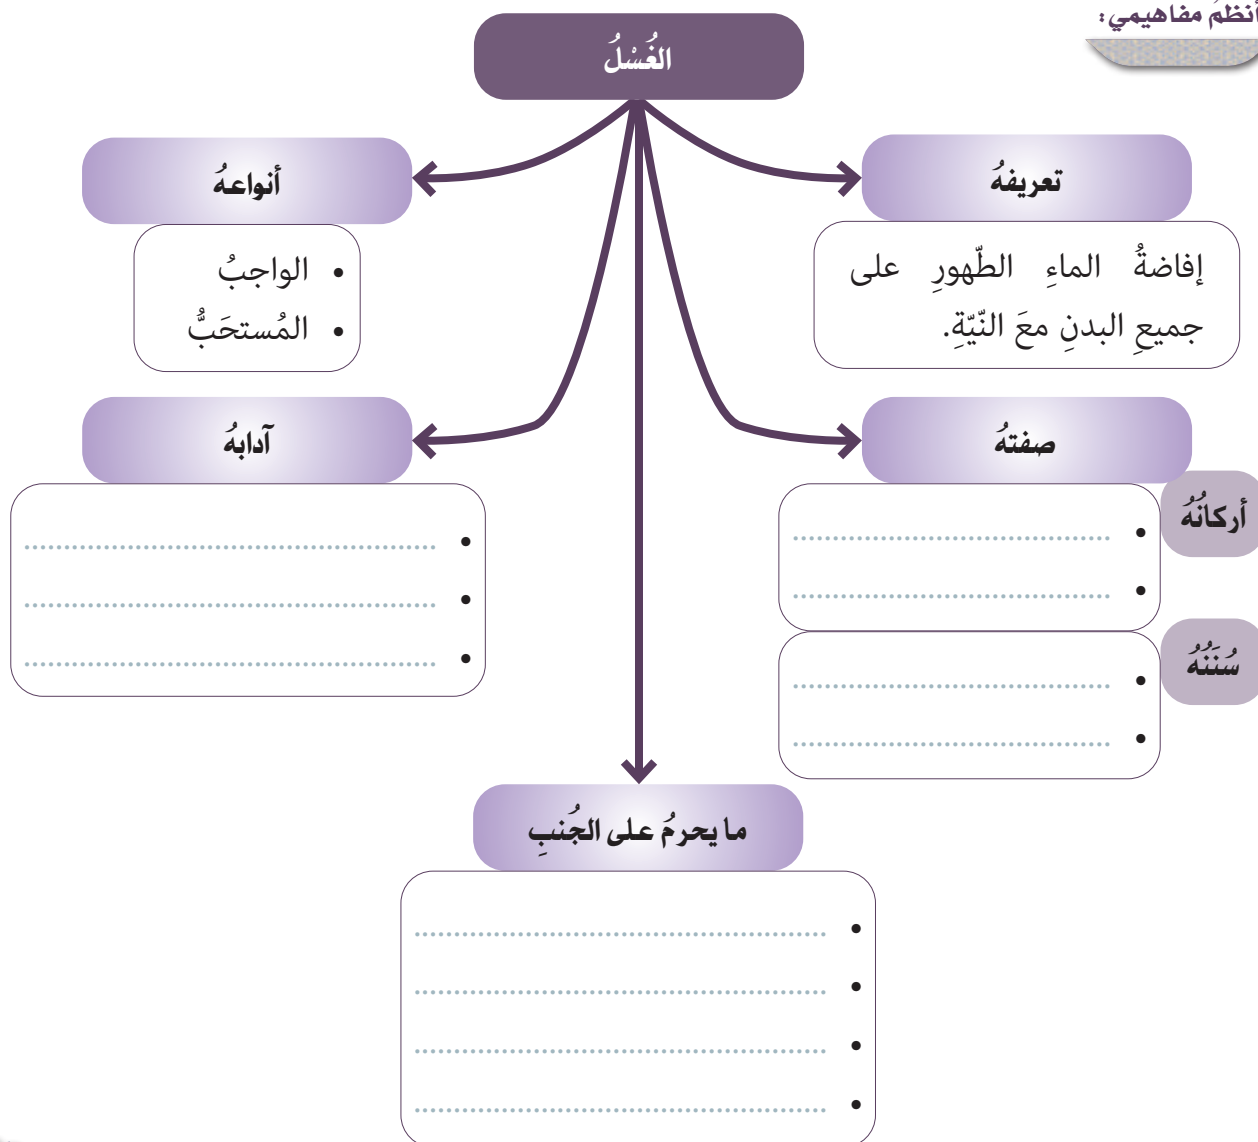 أنظمُ مفاهيمي:
الغُسْلُ
تعريفهُ
إفاضةُ الماءِ الطّهورِ على
جميعِ البدنِ معَ النّيّةِ.
أنواعهُ
• الواجبُ
• المُستحَبُّ
صفتهُ
أركانُهُ
• ........................................
• ........................................
سُنَنُهُ
• ........................................
• ........................................
آدابهُ
• ....................................................
• ....................................................
• ....................................................
ما يحرمُ على الجُنبِ
• ....................................................
• ....................................................
• ....................................................
• ....................................................